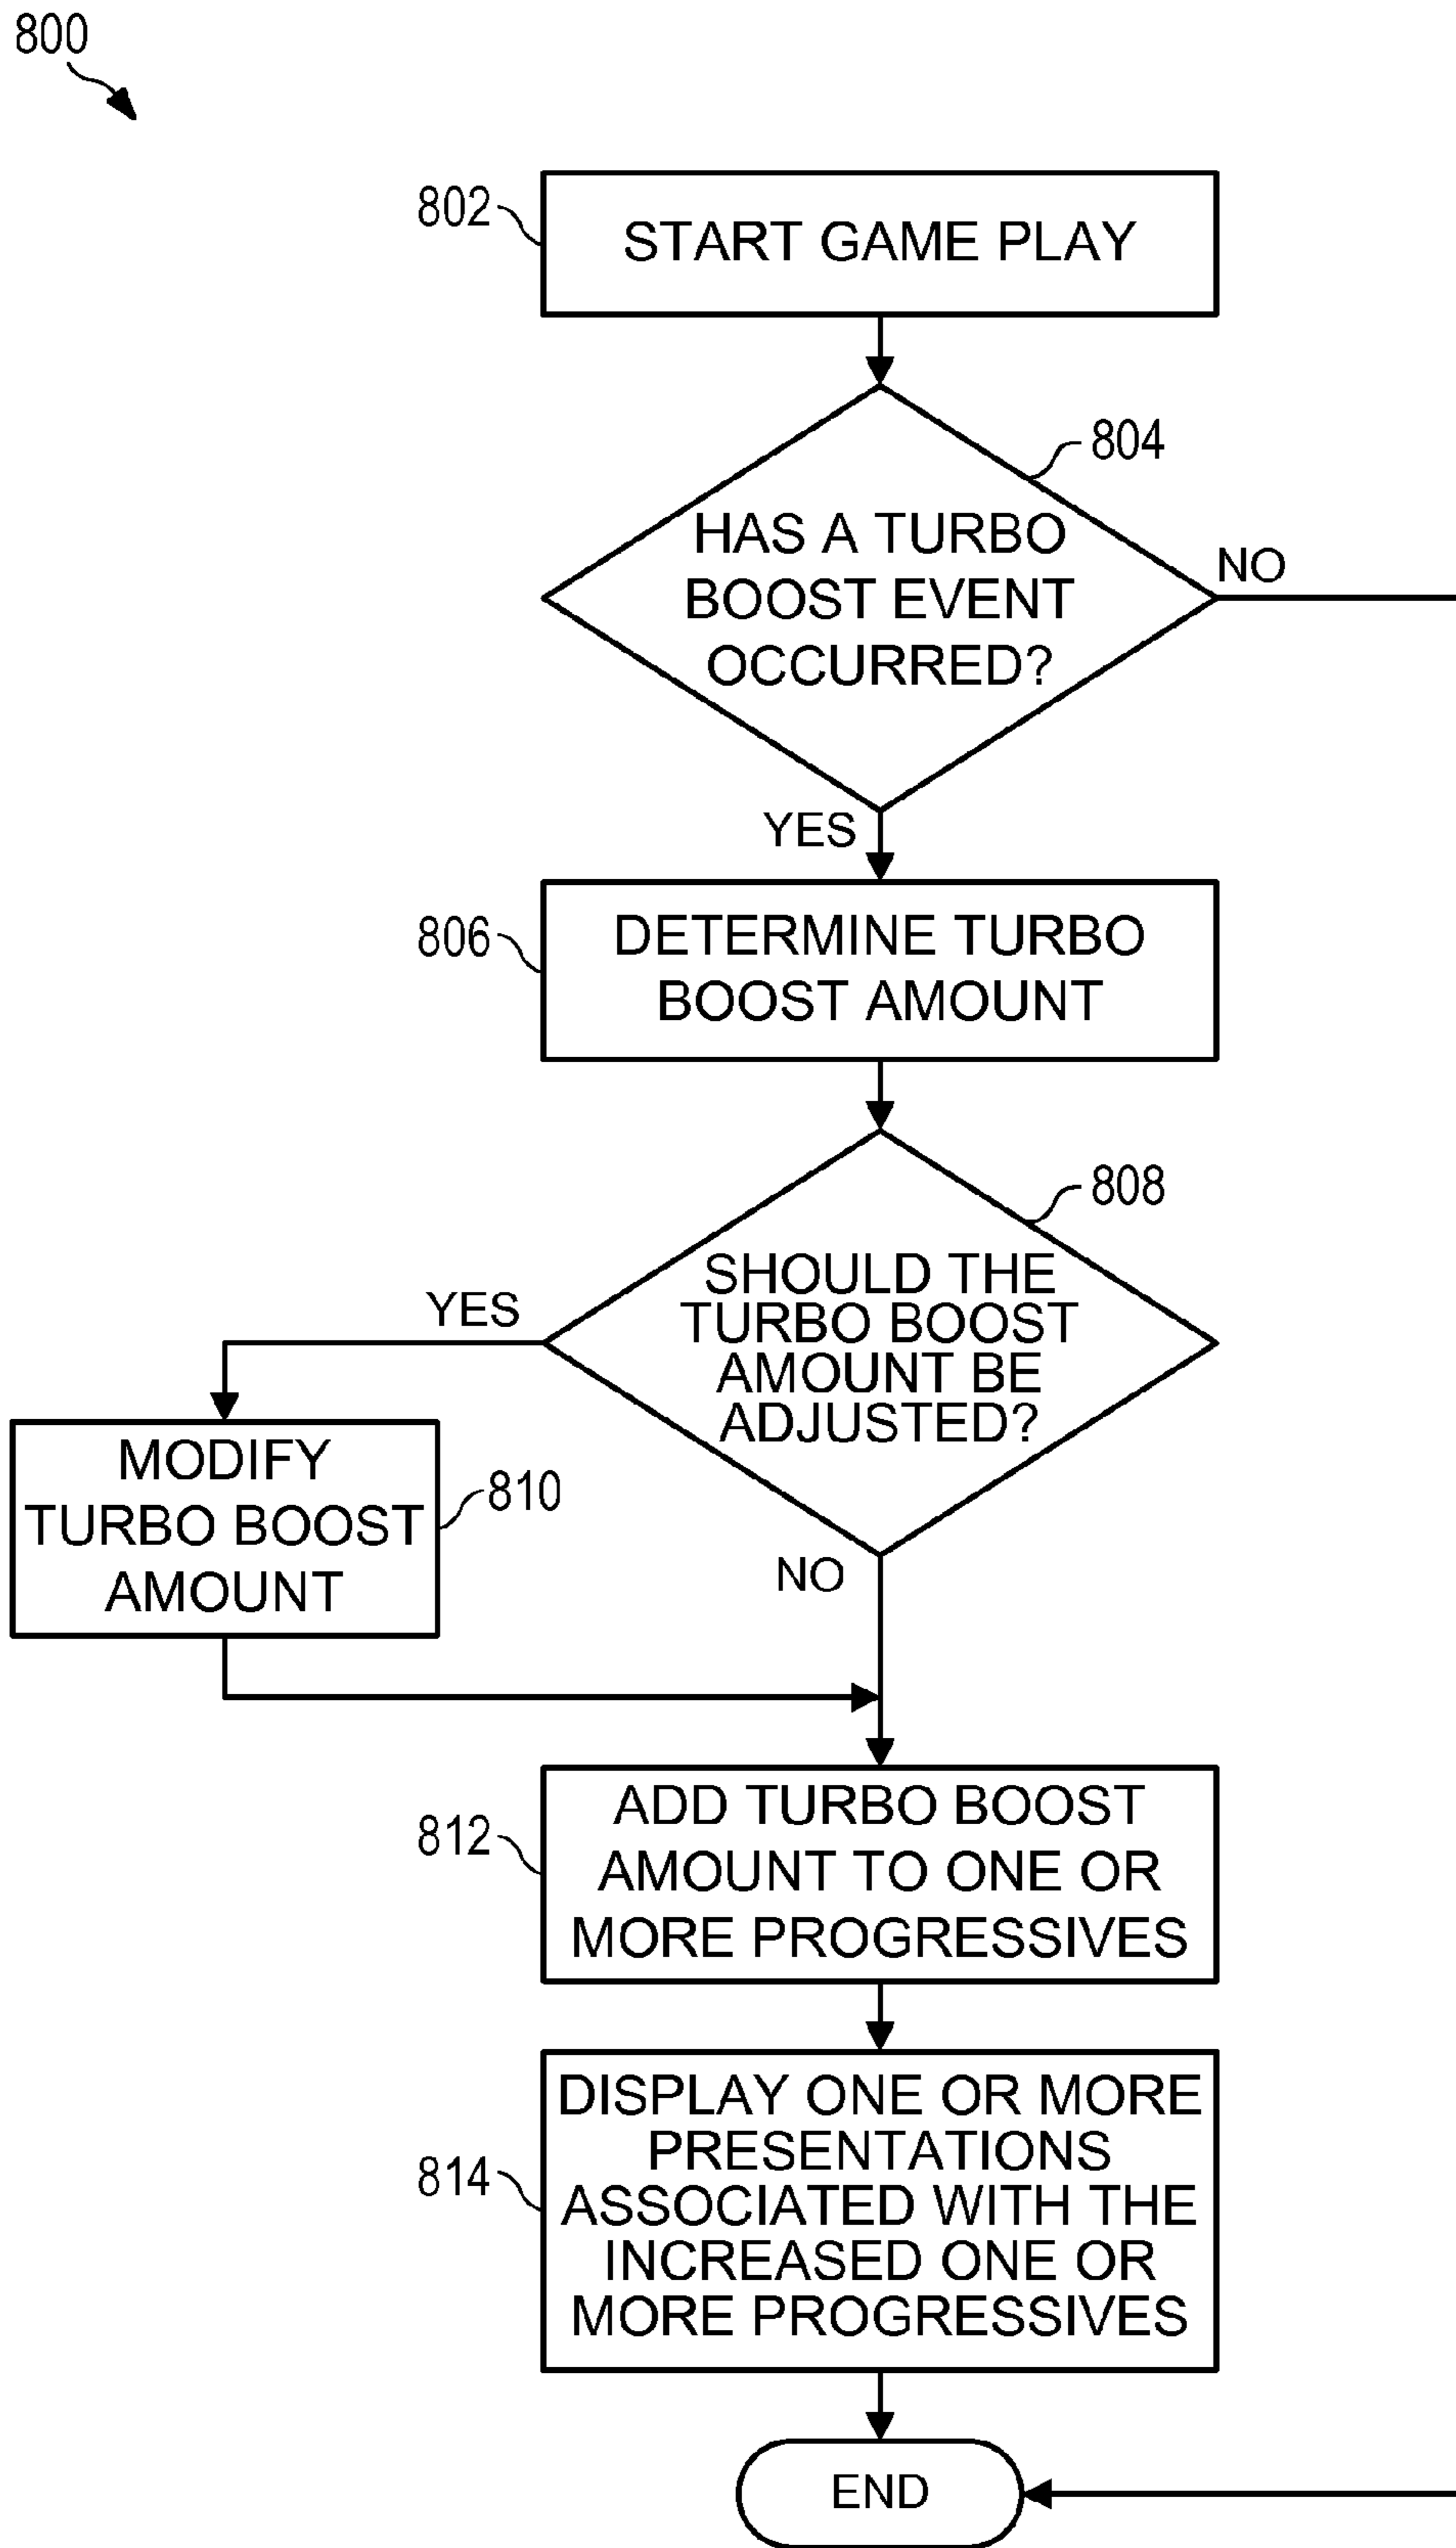 800
802
START GAME PLAY
804
HAS A TURBO
BOOST EVENT
OCCURRED?
NO
YES
806
DETERMINE TURBO
BOOST AMOUNT
808
SHOULD THE
TURBO BOOST
AMOUNT BE
ADJUSTED?
YES
MODIFY
TURBO BOOST
AMOUNT
810
NO
812
ADD TURBO BOOST
AMOUNT TO ONE OR
MORE PROGRESSIVES
814
DISPLAY ONE OR MORE
PRESENTATIONS
ASSOCIATED WITH THE
INCREASED ONE OR
MORE PROGRESSIVES
END